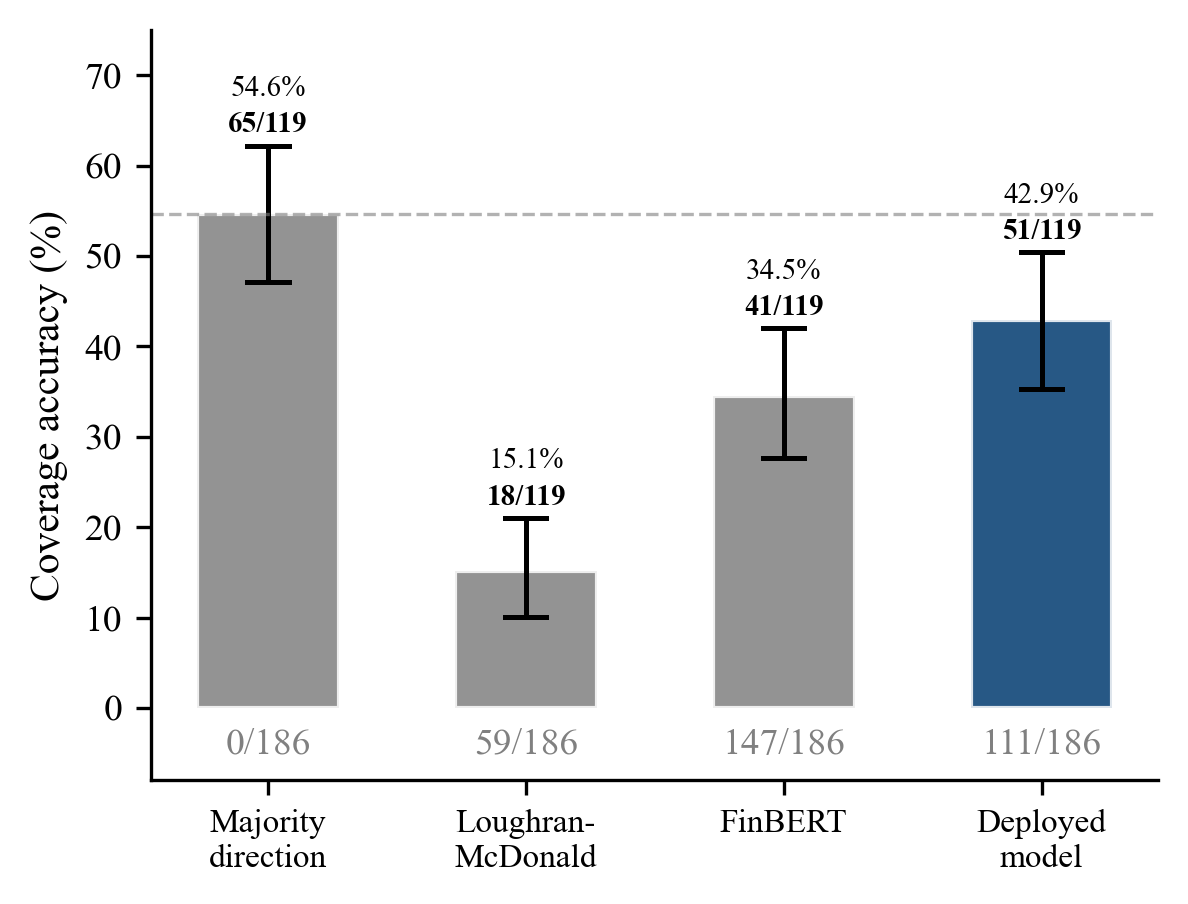 70
60
50
40
30
20
10
0
Coverage accuracy (%)
54.6%
65/119
15.1%
18/119
34.5%
41/119
42.9%
51/119
0/186
59/186
147/186
111/186
Majority
direction
Loughran-
McDonald
FinBERT
Deployed
model